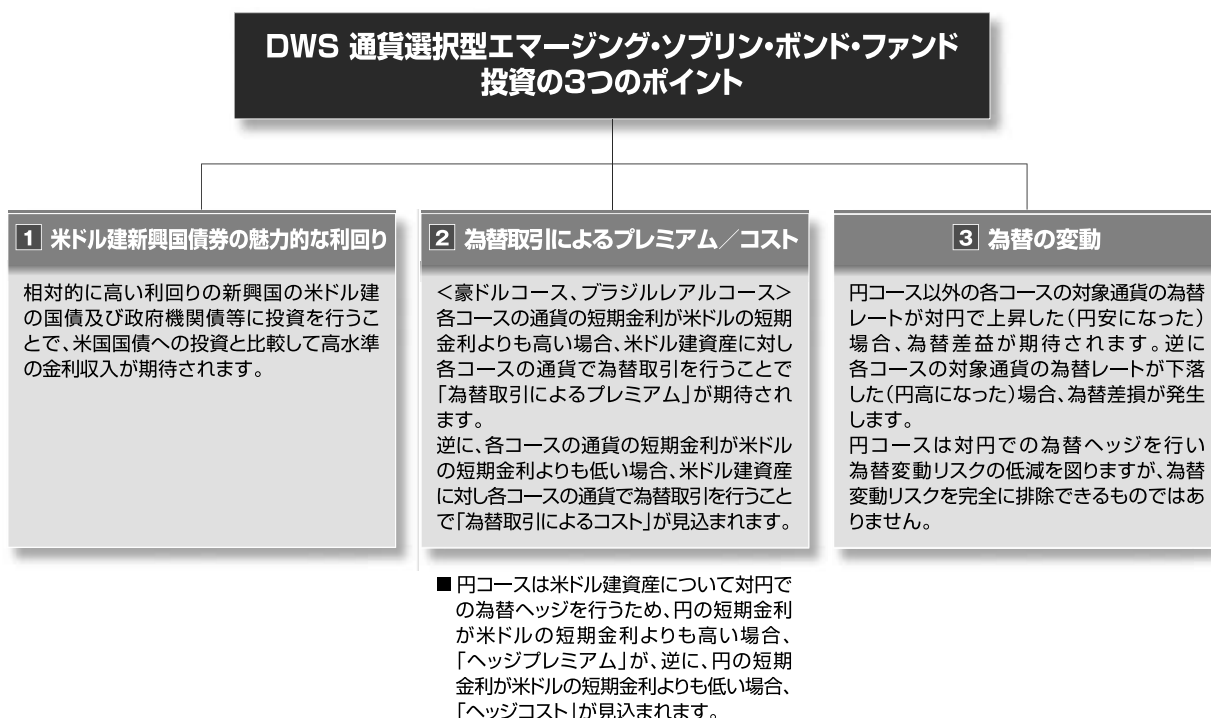 DWS 通貨選択型エマージング・ソブリン・ボンド・ファンド
投資の3つのポイント
1 米ドル建新興国債券の魅力的な利回り
相対的に高い利回りの新興国の米ドル建
の国債及び政府機関債等に投資を行うこ
とで、米国国債への投資と比較して高水準
の金利収入が期待されます。
2 為替取引によるプレミアム／コスト
＜豪ドルコース、ブラジルレアルコース＞
各コースの通貨の短期金利が米ドルの短期
金利よりも高い場合、米ドル建資産に対し
各コースの通貨で為替取引を行うことで
「為替取引によるプレミアム」が期待され
ます。
逆に、各コースの通貨の短期金利が米ドル
の短期金利よりも低い場合、米ドル建資産
に対し各コースの通貨で為替取引を行うこと
で「為替取引によるコスト」が見込まれます。
■ 円コースは米ドル建資産について対円で
の為替ヘッジを行うため、円の短期金利
が米ドルの短期金利よりも高い場合、
「ヘッジプレミアム」が、逆に、円の短期
金利が米ドルの短期金利よりも低い場合、
「ヘッジコスト」が見込まれます。
3 為替の変動
円コース以外の各コースの対象通貨の為替
レートが対円で上昇した（円安になった）
場合、為替差益が期待されます。逆に
各コースの対象通貨の為替レートが下落
した（円高になった）場合、為替差損が発生
します。
円コースは対円での為替ヘッジを行い
為替変動リスクの低減を図りますが、為替
変動リスクを完全に排除できるものではあ
りません。